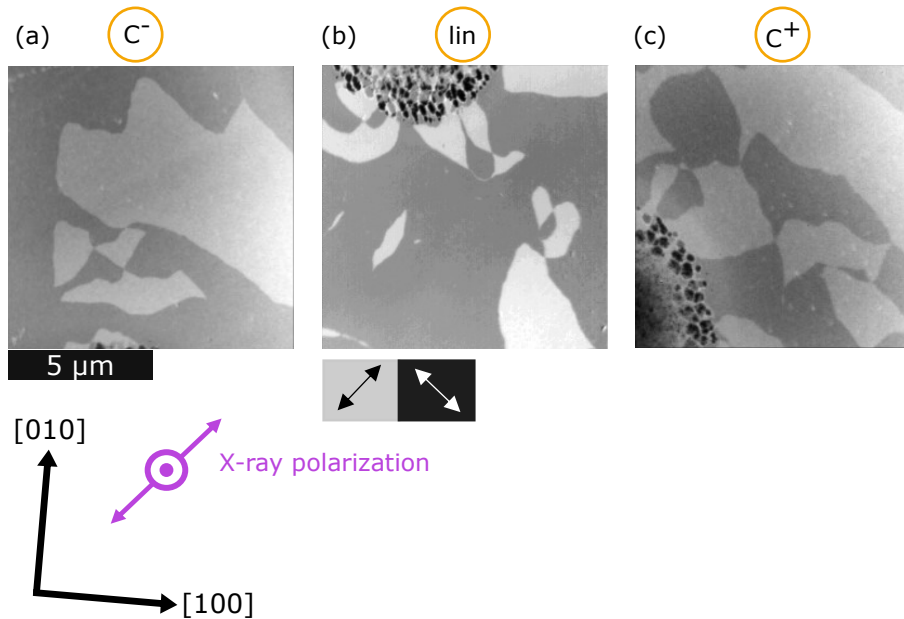 (a) C⁻
(b) lin
(c) C⁺
5 μm
[010]
X-ray polarization
[100]